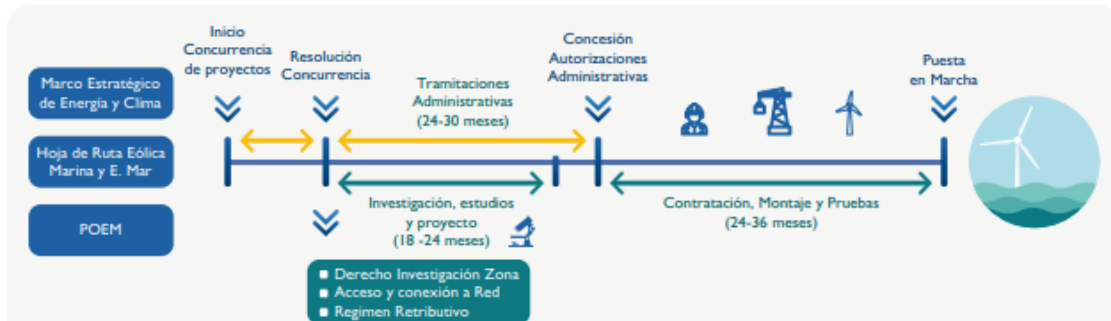 Marco Estratégico
de Energía y Clima
Hoja de Ruta Eólica
Marina y E. Mar
POEM
Inicio
Concurrencia
de proyectos
Resolución
Concurrencia
Tramitaciones
Administrativas
(24-30 meses)
Concesión
Autorizaciones
Administrativas
Puesta
en Marcha
Investigación, estudios
y proyecto
(18 -24 meses)
Contratación, Montaje y Pruebas
(24-36 meses)
Derecho Investigación Zona
Acceso y conexión a Red
Regimen Retributivo